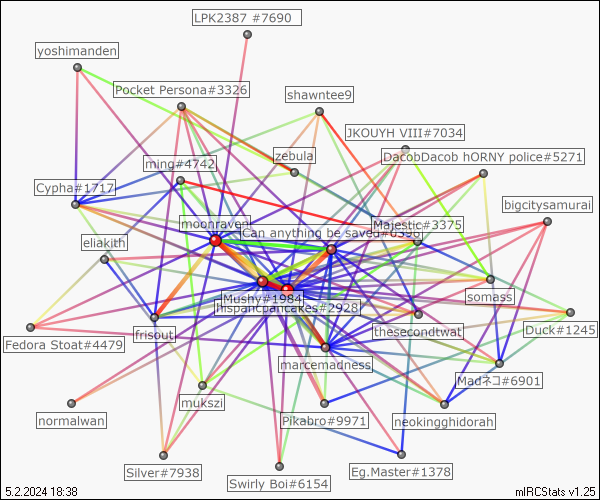 LPK2387 #7690
yoshimanden
Pocket Persona#3326
shawntee9
JKOUYH VIII#7034
DacobDacob hORNY police#5271
ming#4742
zebula
Cypha#1717
bigcitysamurai
moonraven
Can anything be saved#0396
Majestic#3375
eliakith
somass
Mushy#1984
hispanicpancakes#2928
Fedora Stoat#4479
frisout
thesecondtwat
Duck#1245
marcemadness
Madネコ#6901
mukszi
normalwan
Pikabro#9971
neokingghidorah
Silver#7938
Swirly Boi#6154
Eg.Master#1378
5.2.2024 18:38
mIRCStats v1.25